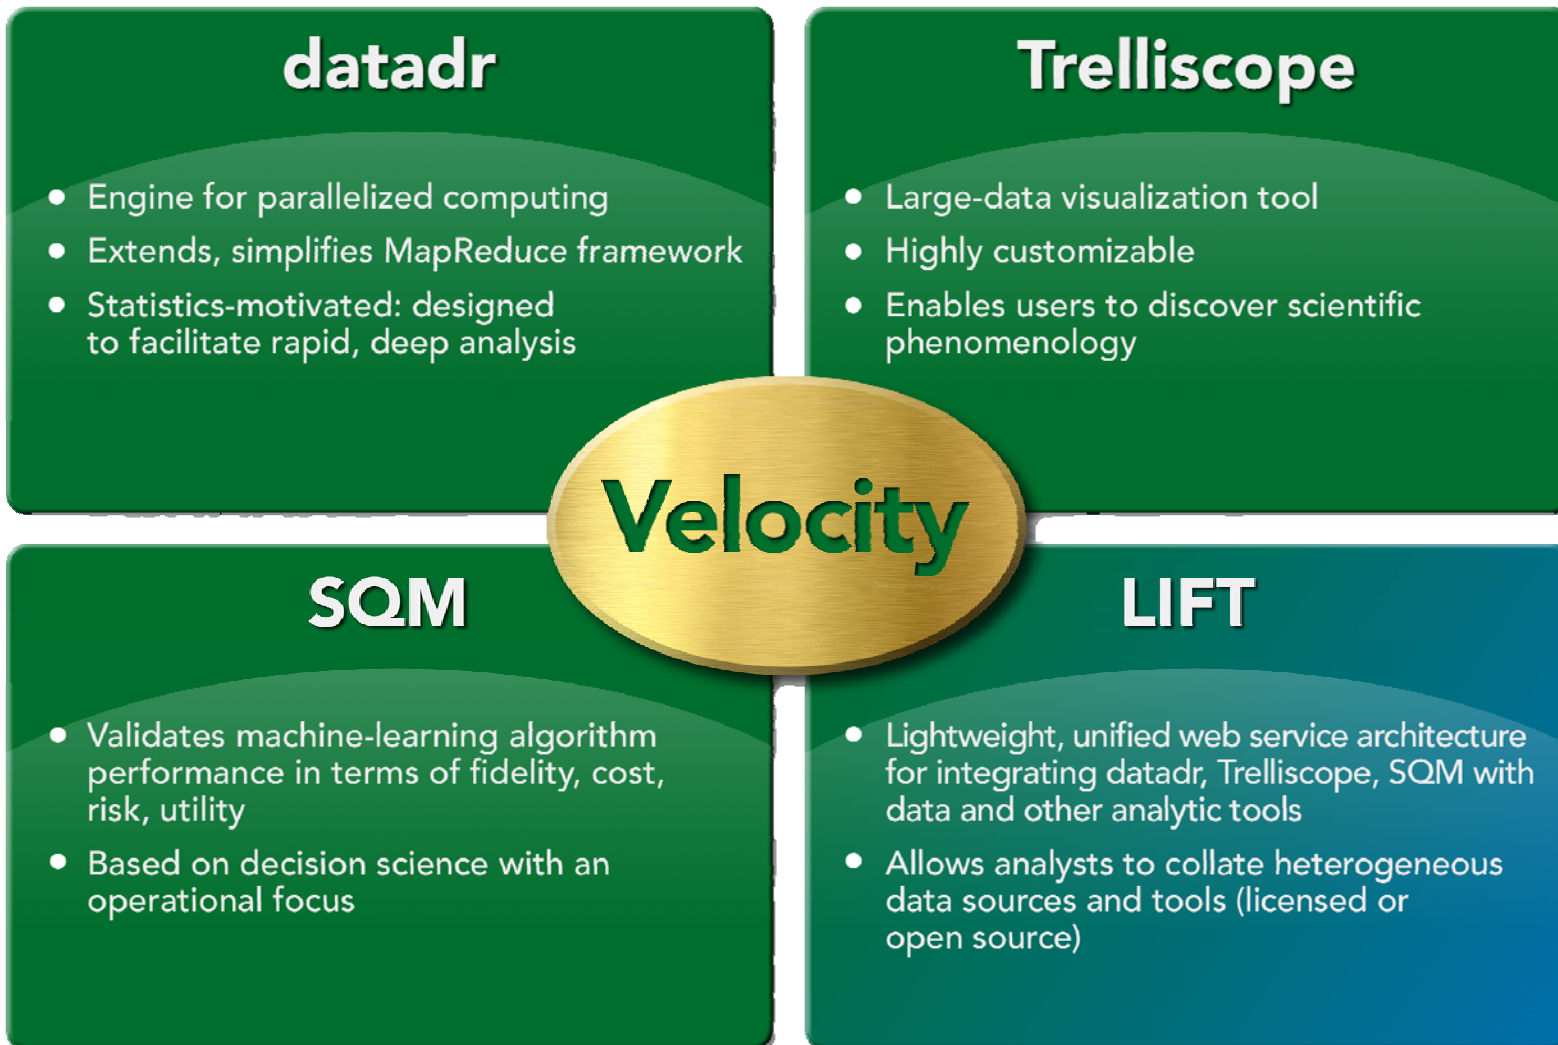 datadr
• Engine for parallelized computing
• Extends, simplifies MapReduce framework
• Statistics-motivated: designed
to facilitate rapid, deep analysis
Trelliscope
• Large-data visualization tool
• Highly customizable
• Enables users to discover scientific
phenomenology
Velocity
SQM
• Validates machine-learning algorithm
performance in terms of fidelity, cost,
risk, utility
• Based on decision science with an
operational focus
LIFT
• Lightweight, unified web service architecture
for integrating datadr, Trelliscope, SQM with
data and other analytic tools
• Allows analysts to collate heterogeneous
data sources and tools (licensed or
open source)